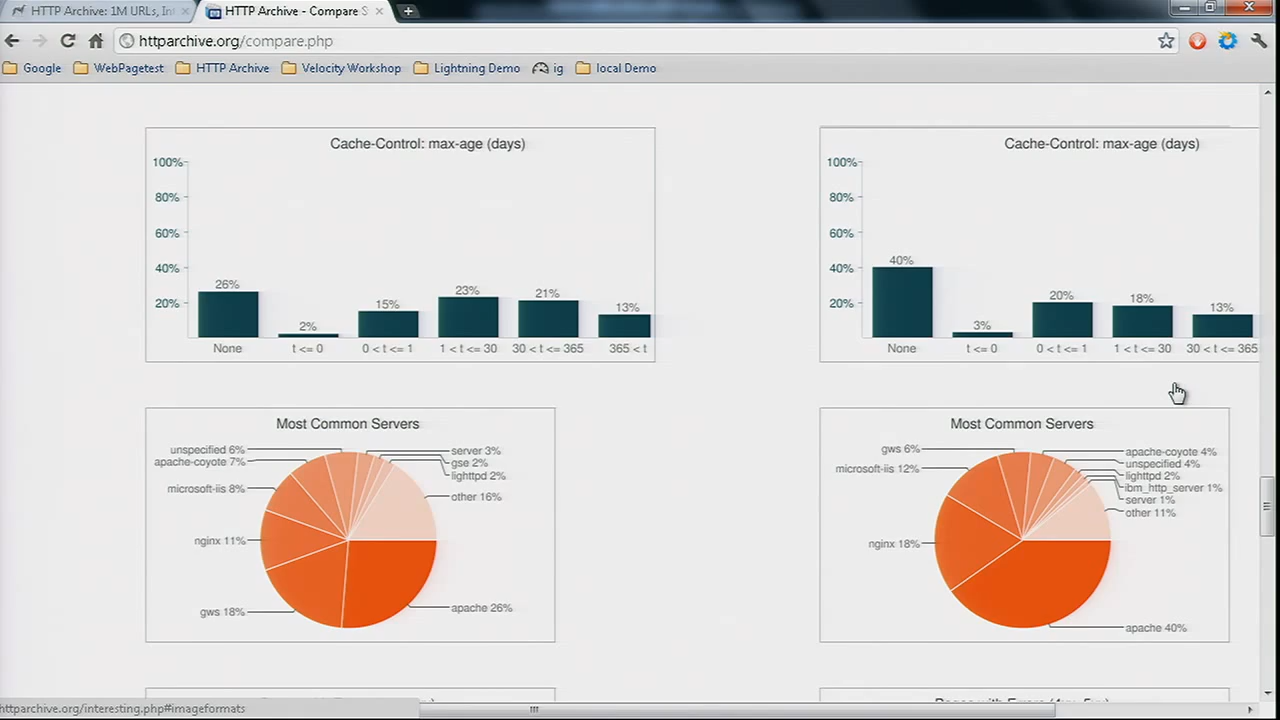 HTTP Archive: 1M URLs, In
HTTP Archive - Compare S
httparchive.org/compare.php
Google
WebPagetest
HTTP Archive
Velocity Workshop
Lightning Demo
ig
local Demo
Cache-Control: max-age (days)
100%
80%
60%
40%
20%
26%
2%
15%
23%
21%
13%
None
t <= 0
0 < t <= 1
1 < t <= 30
30 < t <= 365
365 < t
Cache-Control: max-age (days)
100%
80%
60%
40%
20%
40%
3%
20%
18%
13%
None
t <= 0
0 < t <= 1
1 < t <= 30
30 < t <= 365
Most Common Servers
unspecified 6%
apache-coyote 7%
microsoft-iis 8%
nginx 11%
gws 18%
server 3%
gse 2%
lighttpd 2%
other 16%
apache 26%
Most Common Servers
gws 6%
microsoft-iis 12%
nginx 18%
apache-coyote 4%
unspecified 4%
lighttpd 2%
ibm_http_server 1%
server 1%
other 11%
apache 40%
httparchive.org/interesting.php#imageformats